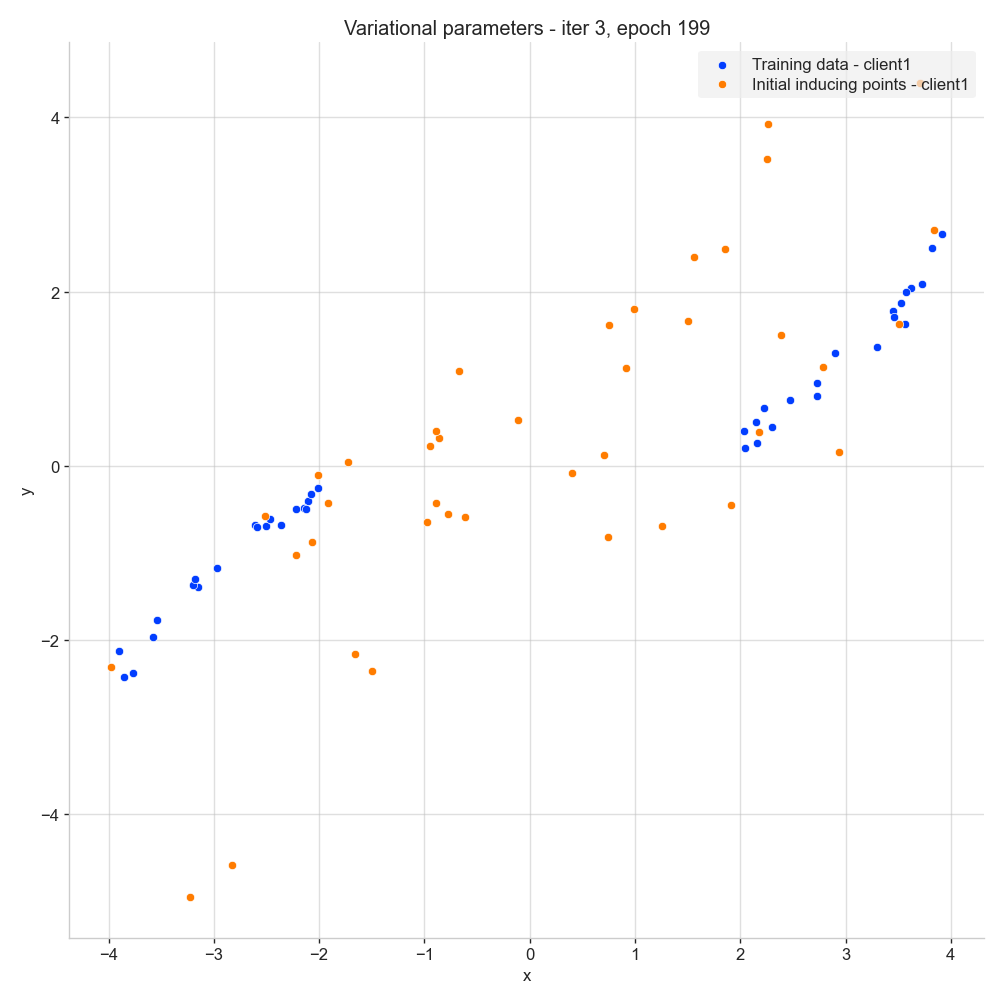 Variational parameters - iter 3, epoch 199
Training data - client1
Initial inducing points - client1
4
2
0
−2
−4
y
−4 −3 −2 −1 0 1 2 3 4
x